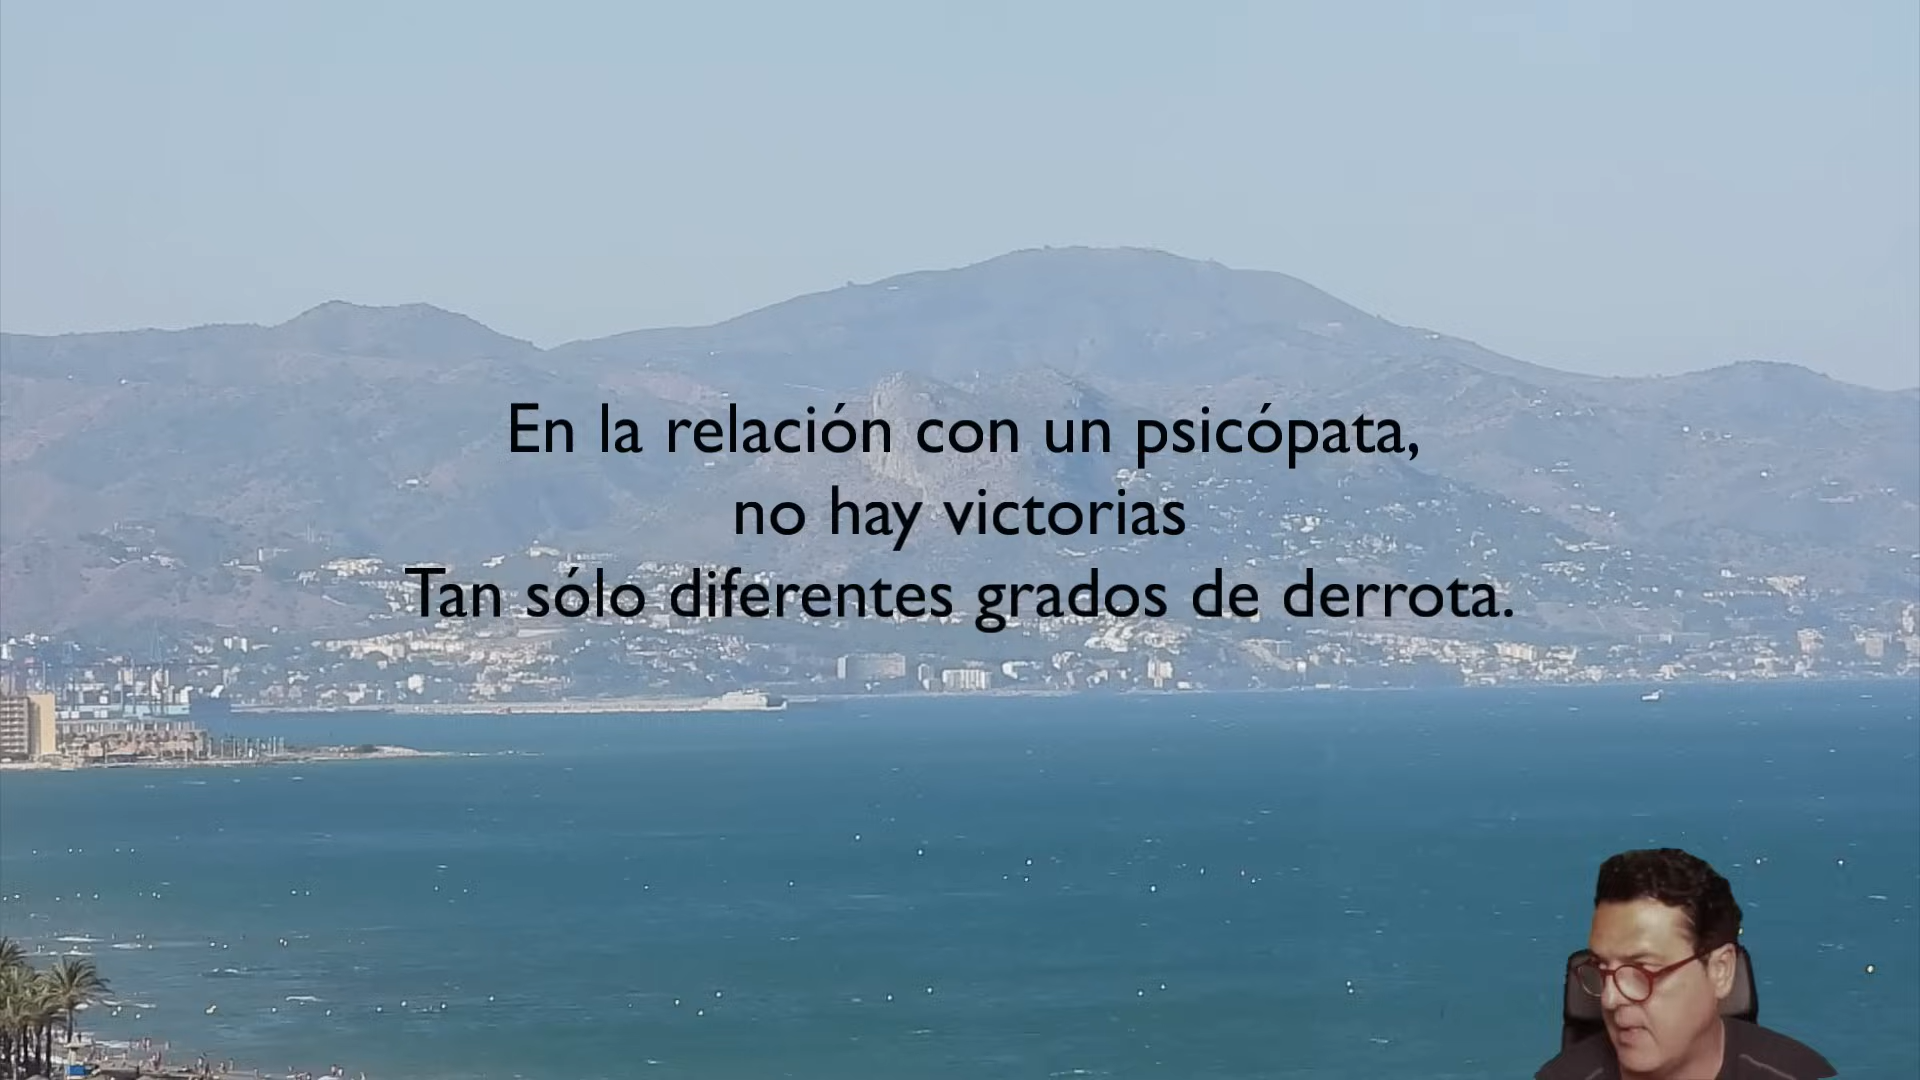 En la relación con un psicópata,
no hay victorias
Tan sólo diferentes grados de derrota.